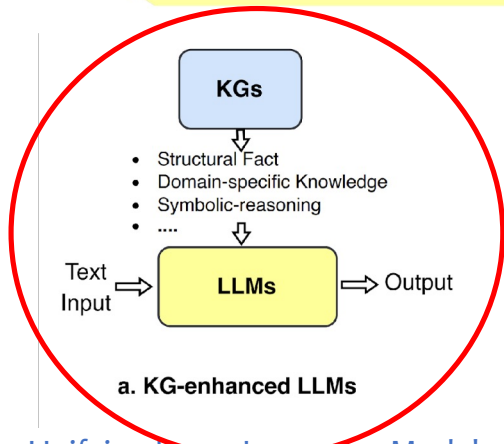 KGs
• Structural Fact
• Domain-specific Knowledge
• Symbolic-reasoning
• ....
Text
Input
LLMs
Output
a. KG-enhanced LLMs